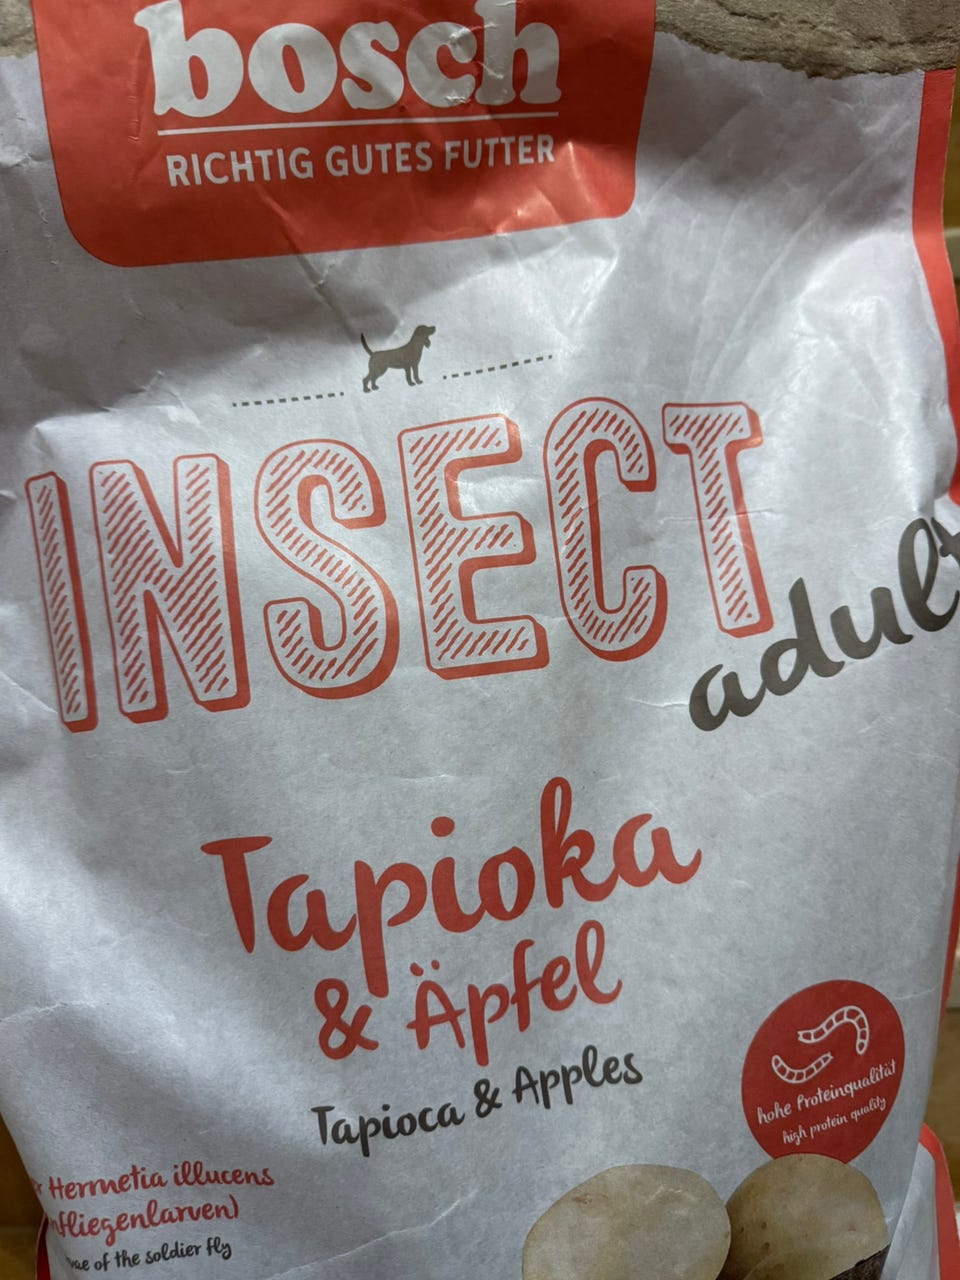 bosch
RICHTIG GUTES FUTTER
INSECT
adult
Tapioka
& Äpfel
Tapioca & Apples
hohe Proteinqualität
high protein quality
Hermetia illucens
of the soldier fly